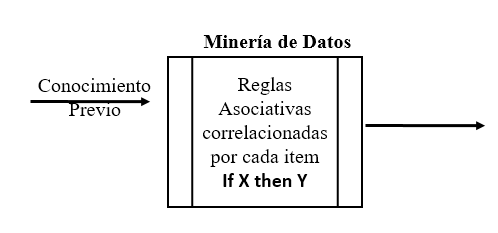 Minería de Datos
Conocimiento
Previo
Reglas
Asociativas
correlacionadas
por cada item
If X then Y